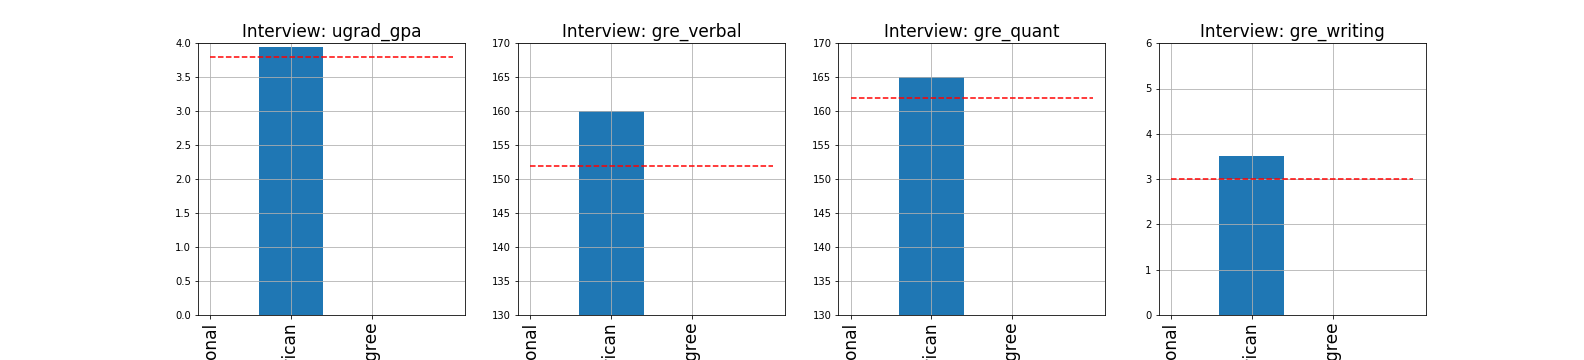 Interview: ugrad_gpa
4.0
3.5
3.0
2.5
2.0
1.5
1.0
0.5
0.0
onal
ican
gree
Interview: gre_verbal
170
165
160
155
150
145
140
135
130
onal
ican
gree
Interview: gre_quant
170
165
160
155
150
145
140
135
130
onal
ican
gree
Interview: gre_writing
6
5
4
3
2
1
0
onal
ican
gree